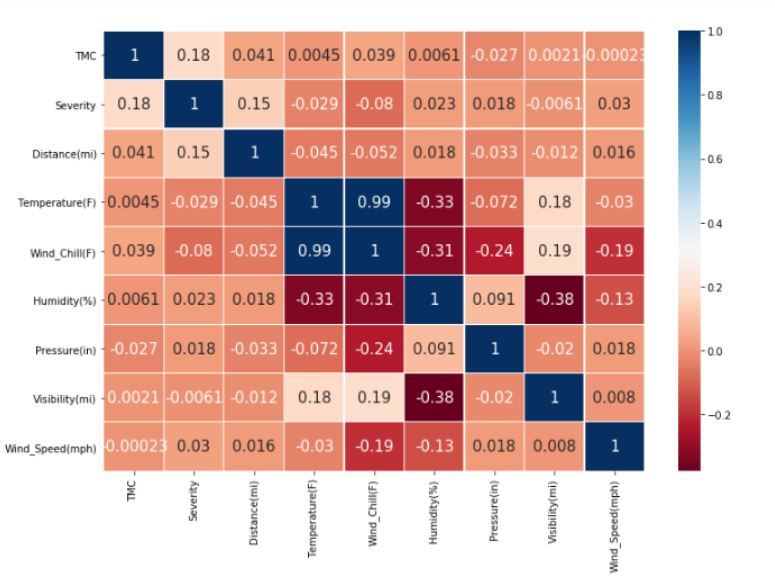 TMC 1 0.18 0.041 0.0045 0.039 0.0061 -0.027 0.0021 -0.00023
Severity 0.18 1 0.15 -0.029 -0.08 0.023 0.018 -0.0061 0.03
Distance(mi) 0.041 0.15 1 -0.045 -0.052 0.018 -0.033 -0.012 0.016
Temperature(F) 0.0045 -0.029 -0.045 1 0.99 -0.33 -0.072 0.18 -0.03
Wind_Chill(F) 0.039 -0.08 -0.052 0.99 1 -0.31 -0.24 0.19 -0.19
Humidity(%) 0.0061 0.023 0.018 -0.33 -0.31 1 0.091 -0.38 -0.13
Pressure(in) -0.027 0.018 -0.033 -0.072 -0.24 0.091 1 -0.02 0.018
Visibility(mi) 0.0021 -0.0061 -0.012 0.18 0.19 -0.38 -0.02 1 0.008
Wind_Speed(mph) -0.00023 0.03 0.016 -0.03 -0.19 -0.13 0.018 0.008 1
TMC
Severity
Distance(mi)
Temperature(F)
Wind_Chill(F)
Humidity(%)
Pressure(in)
Visibility(mi)
Wind_Speed(mph)
1.0
0.8
0.6
0.4
0.2
0.0
−0.2